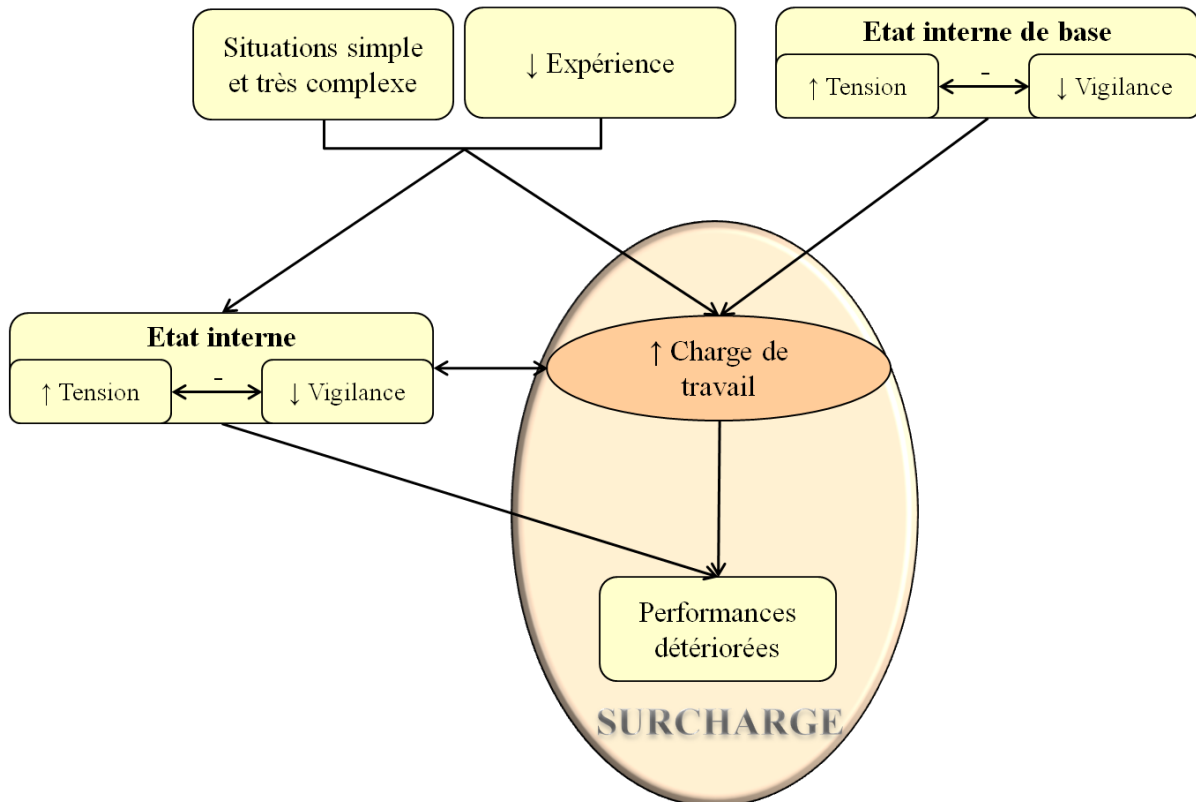 Situations simple
et très complexe
↓ Expérience
Etat interne de base
↑ Tension
-
↓ Vigilance
Etat interne
↑ Tension
-
↓ Vigilance
↑ Charge de
travail
Performances
détériorées
SURCHARGE